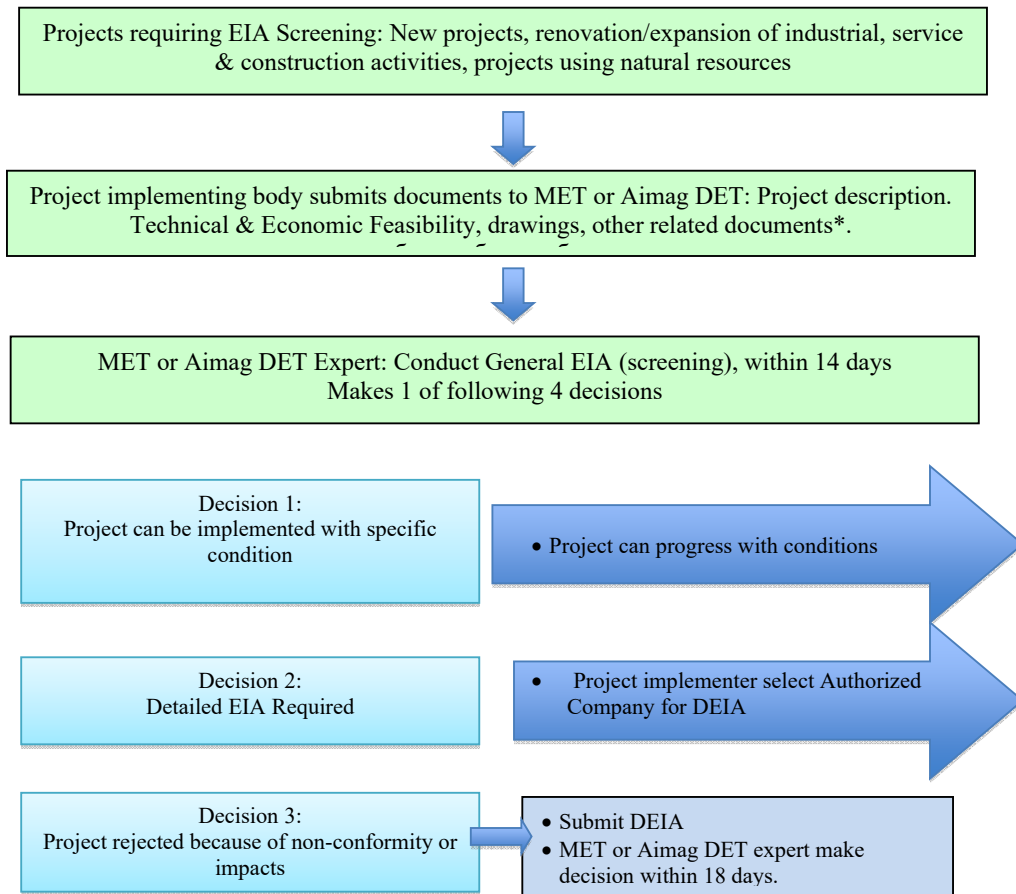 Projects requiring EIA Screening: New projects, renovation/expansion of industrial, service
& construction activities, projects using natural resources
Project implementing body submits documents to MET or Aimag DET: Project description.
Technical & Economic Feasibility, drawings, other related documents*.
MET or Aimag DET Expert: Conduct General EIA (screening), within 14 days
Makes 1 of following 4 decisions
Decision 1:
Project can be implemented with specific
condition
• Project can progress with conditions
Decision 2:
Detailed EIA Required
• Project implementer select Authorized
Company for DEIA
Decision 3:
Project rejected because of non-conformity or
impacts
• Submit DEIA
• MET or Aimag DET expert make
decision within 18 days.